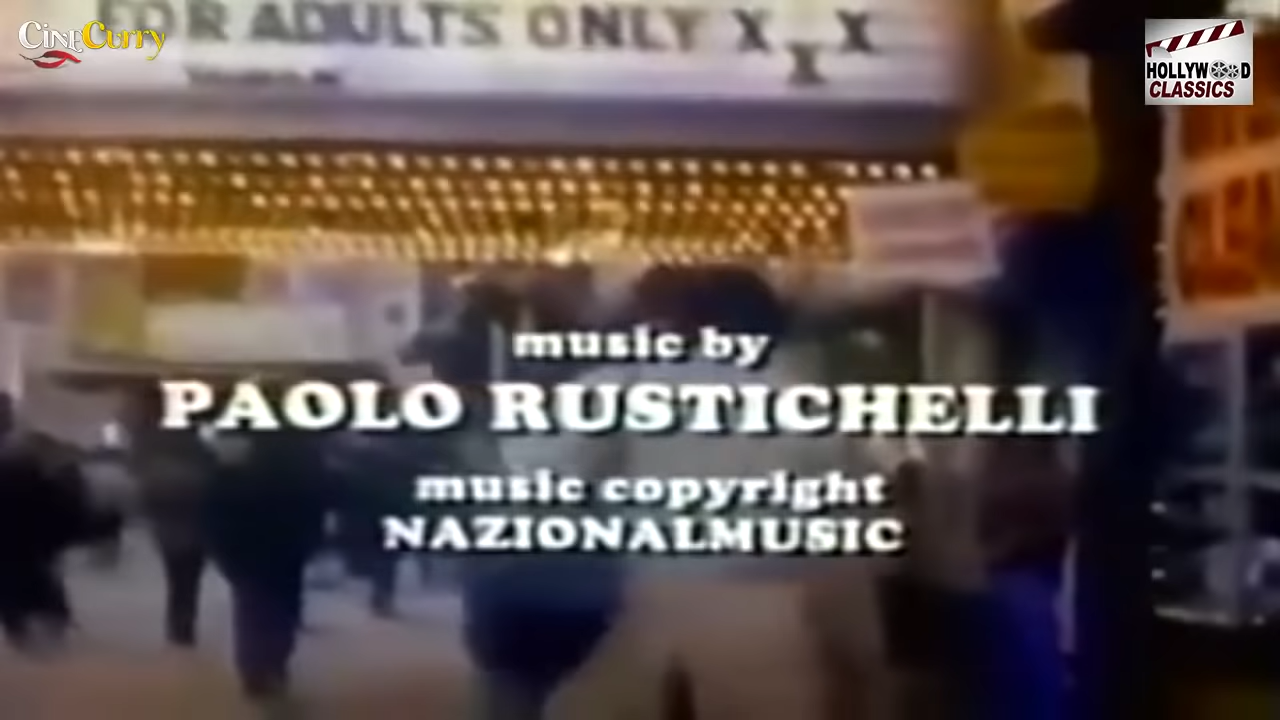 CINECURRY
FOR ADULTS ONLY X X X
HOLLYWOOD
CLASSICS
music by
PAOLO RUSTICHELLI
music copyright
NAZIONALMUSIC